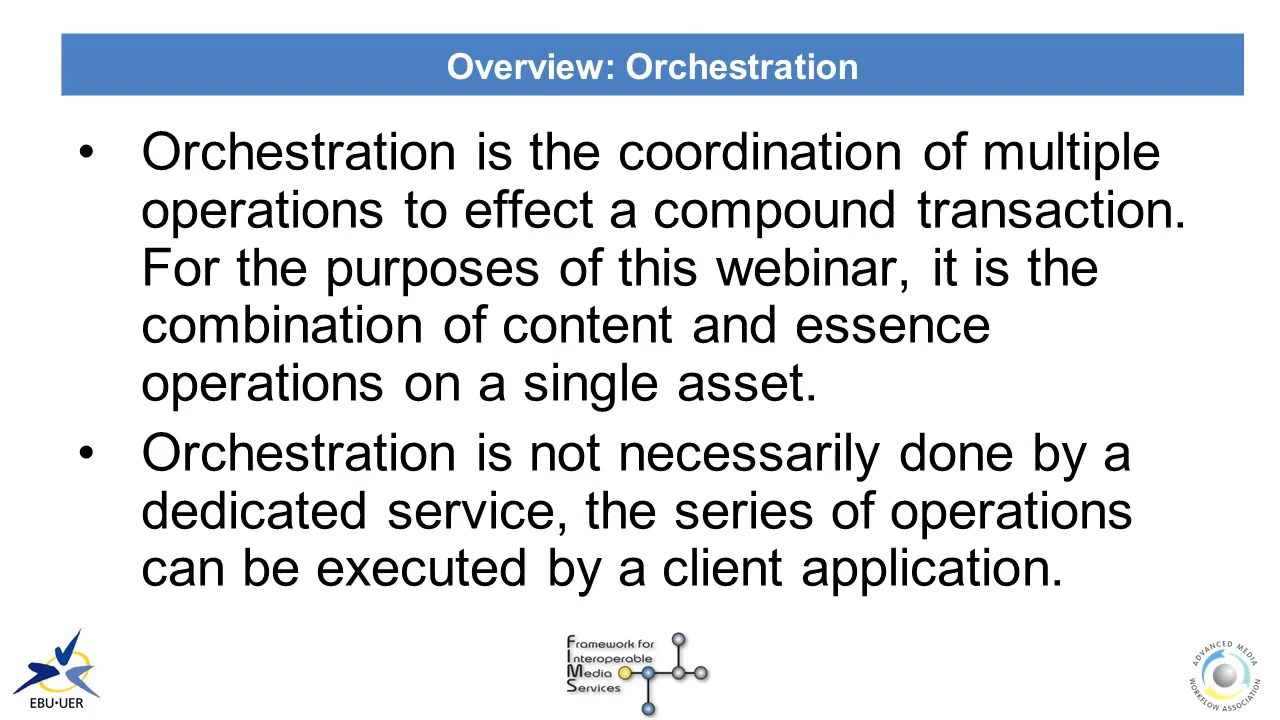 Overview: Orchestration
• Orchestration is the coordination of multiple
operations to effect a compound transaction.
For the purposes of this webinar, it is the
combination of content and essence
operations on a single asset.
• Orchestration is not necessarily done by a
dedicated service, the series of operations
can be executed by a client application.
EBU•UER
Framework for
Interoperable
Media
Services
ADVANCED MEDIA
WORKFLOW ASSOCIATION